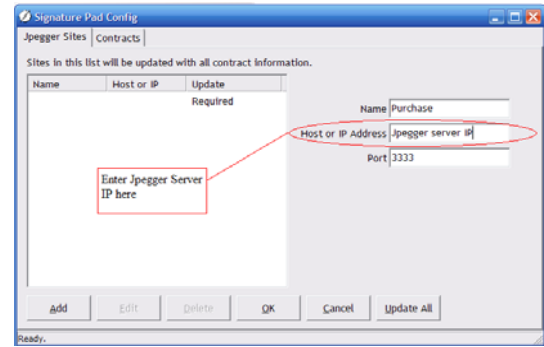 Signature Pad Config
Jpegger Sites Contracts
Sites in this list will be updated with all contract information.
Name Host or IP Update
Required
Name Purchase
Host or IP Address Jpegger server IP
Port 3333
Enter Jpegger Server
IP here
Add Edit Delete OK Cancel Update All
Ready.